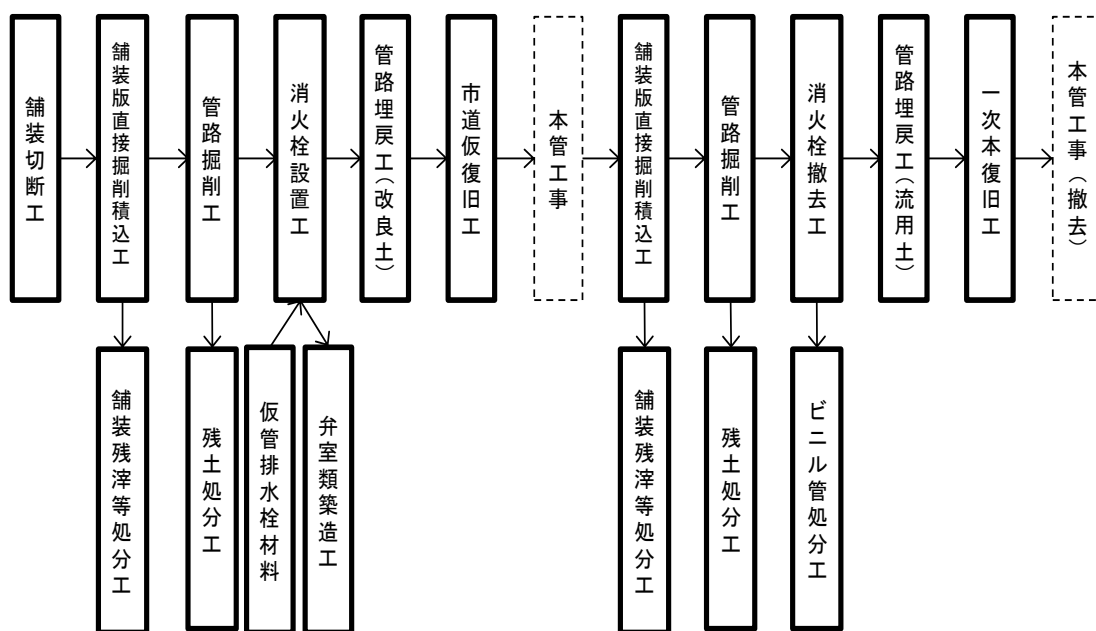 舗装切断工
舗装版直接掘削積込工
管路掘削工
消火栓設置工
管路埋戻工（改良土）
市道仮復旧工
本管工事
舗装版直接掘削積込工
管路掘削工
消火栓撤去工
管路埋戻工（流用土）
一次本復旧工
本管工事（撤去）
舗装残滓等処分工
残土処分工
仮管排水栓材料
弁室類築造工
舗装残滓等処分工
残土処分工
ビニル管処分工